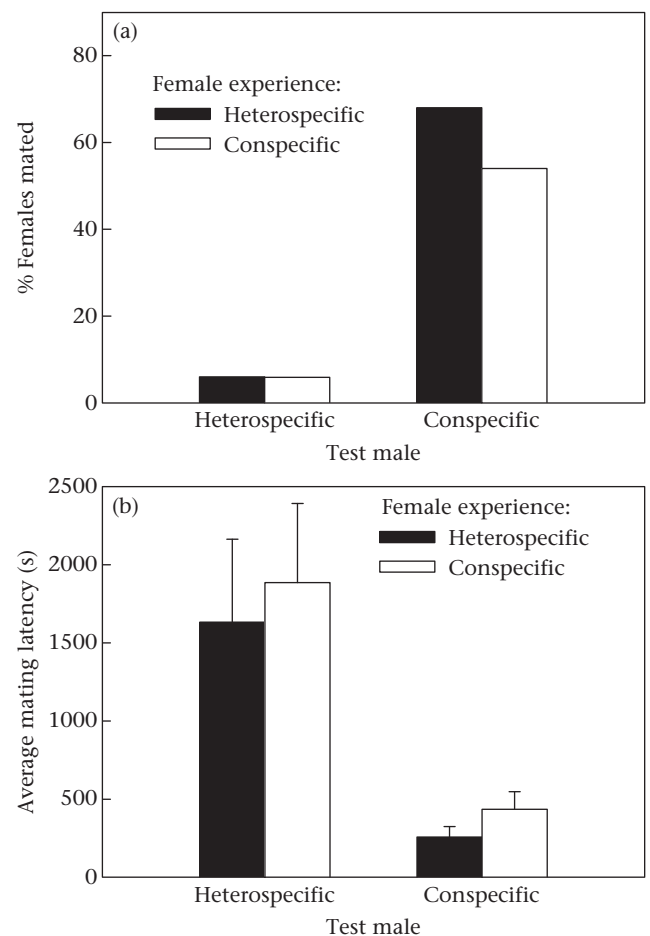 (a)
Female experience:
Heterospecific
Conspecific
% Females mated
80
60
40
20
0
Heterospecific Conspecific
Test male
(b)
Female experience:
Heterospecific
Conspecific
Average mating latency (s)
2500
2000
1500
1000
500
0
Heterospecific Conspecific
Test male